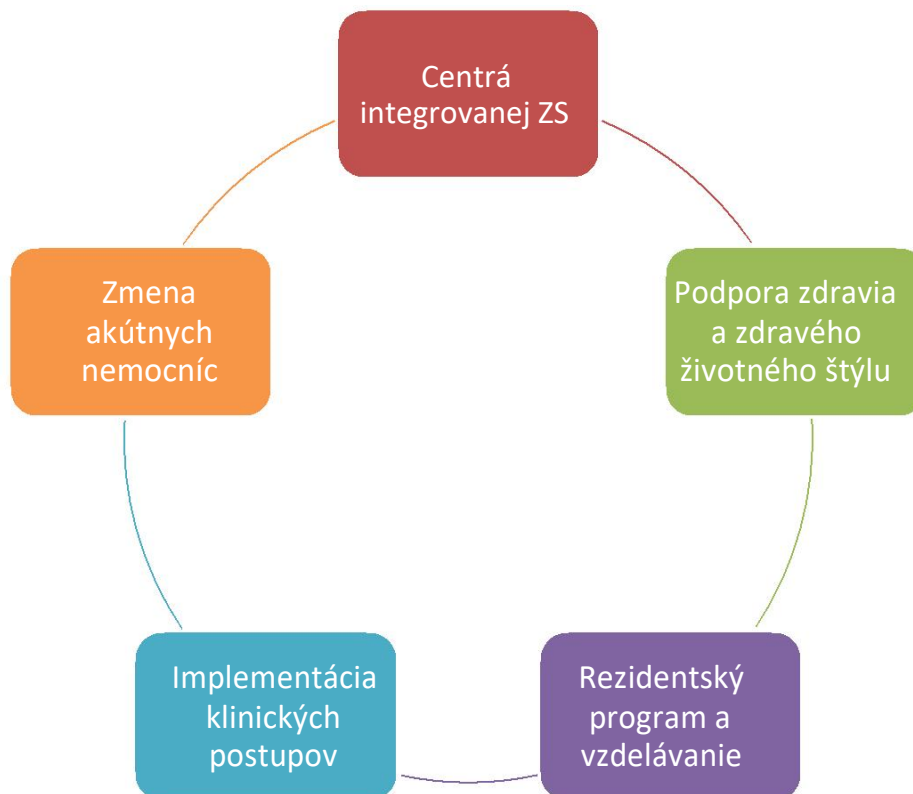 Centrá
integrovanej ZS
Podpora zdravia
a zdravého
životného štýlu
Rezidentský
program a
vzdelávanie
Implementácia
klinických
postupov
Zmena
akútnych
nemocníc